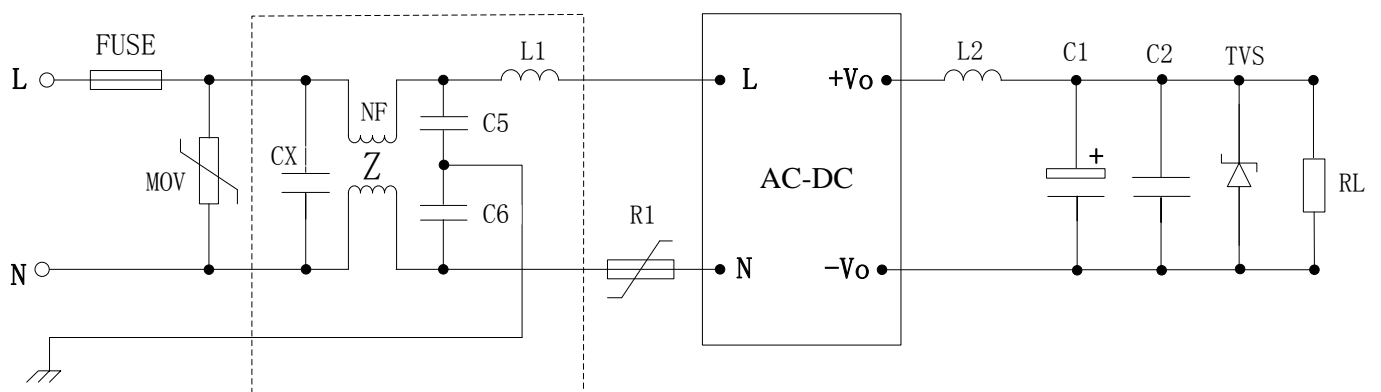 FUSE
L1
L
L
+Vo
L2
C1
C2
TVS
NF
C5
CX
Z
MOV
+
AC-DC
RL
C6
R1
N
N
-Vo